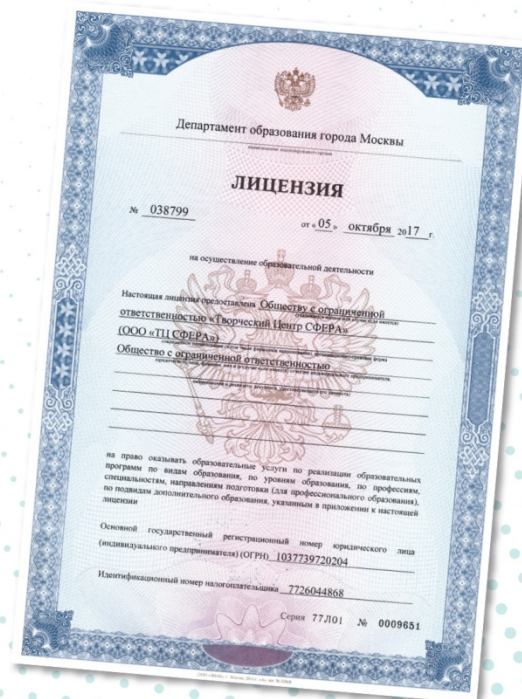 Департамент образования города Москвы
наименование лицензирующего органа
ЛИЦЕНЗИЯ
№ 038799
от « 05 » октября 2017 г.
на осуществление образовательной деятельности
Настоящая лицензия предоставлена Обществу с ограниченной
ответственностью «Творческий Центр СФЕРА»
(ООО «ТЦ СФЕРА»)
Общество с ограниченной ответственностью
на право оказывать образовательные услуги по реализации образовательных
программ по видам образования, по уровням образования, по профессиям,
специальностям, направлениям подготовки (для профессионального образования),
по подвидам дополнительного образования, указанным в приложении к настоящей
лицензии
Основной государственный регистрационный номер юридического лица
(индивидуального предпринимателя) (ОГРН) 1037739720204
Идентификационный номер налогоплательщика 7726044868
Серия 77Л01 № 0009651